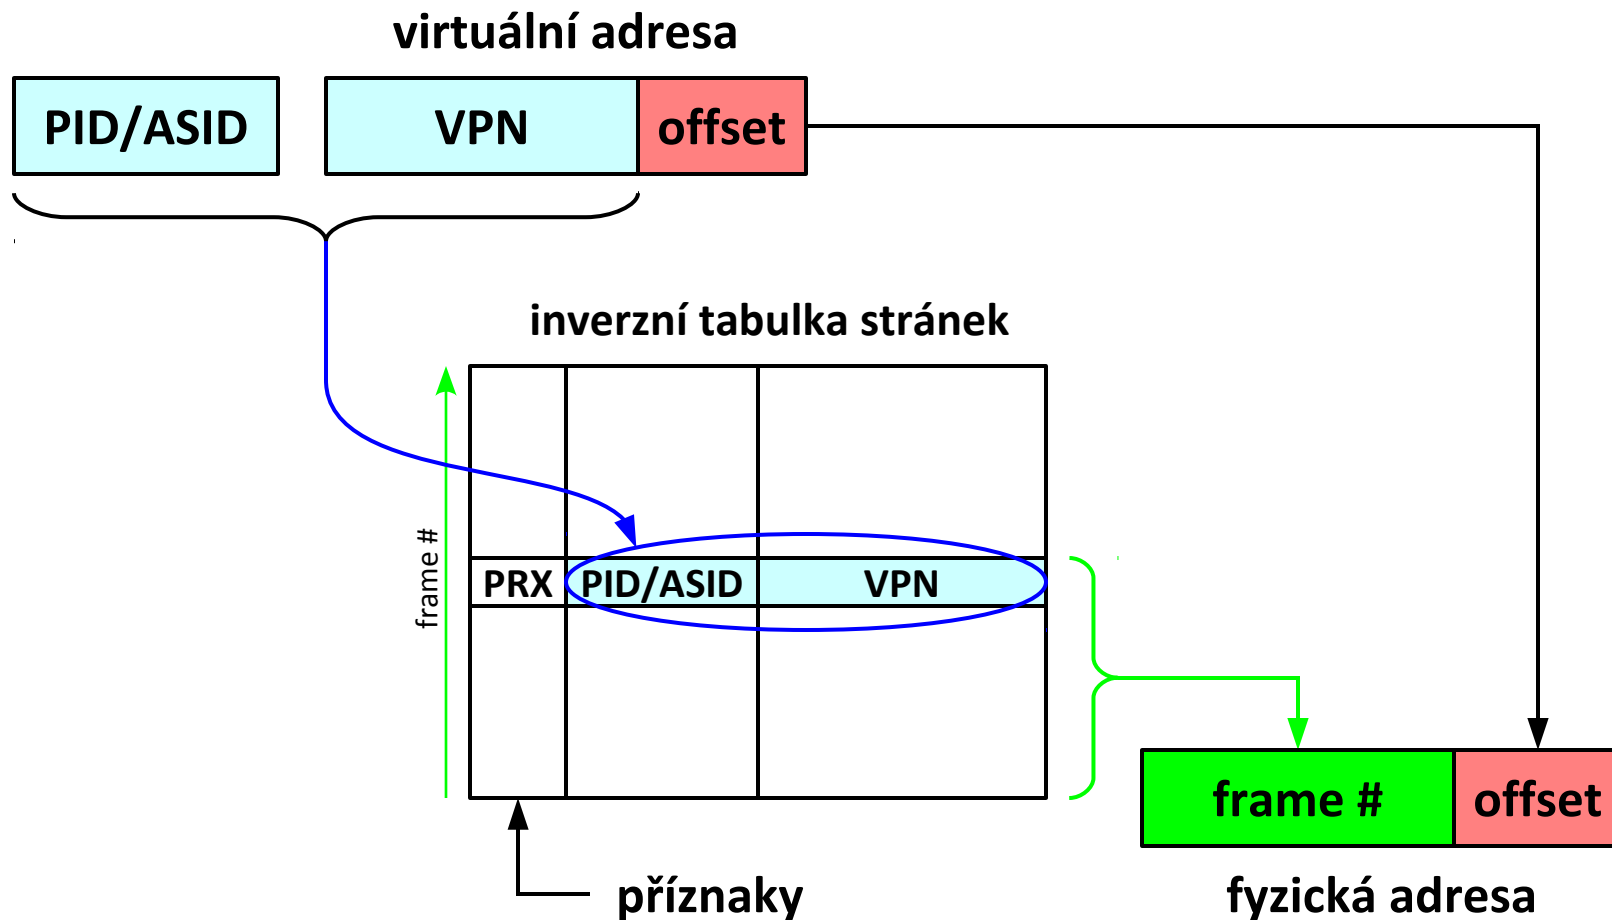 virtuální adresa
PID/ASID
VPN
offset
inverzní tabulka stránek
frame #
PRX
PID/ASID
VPN
frame #
offset
příznaky
fyzická adresa